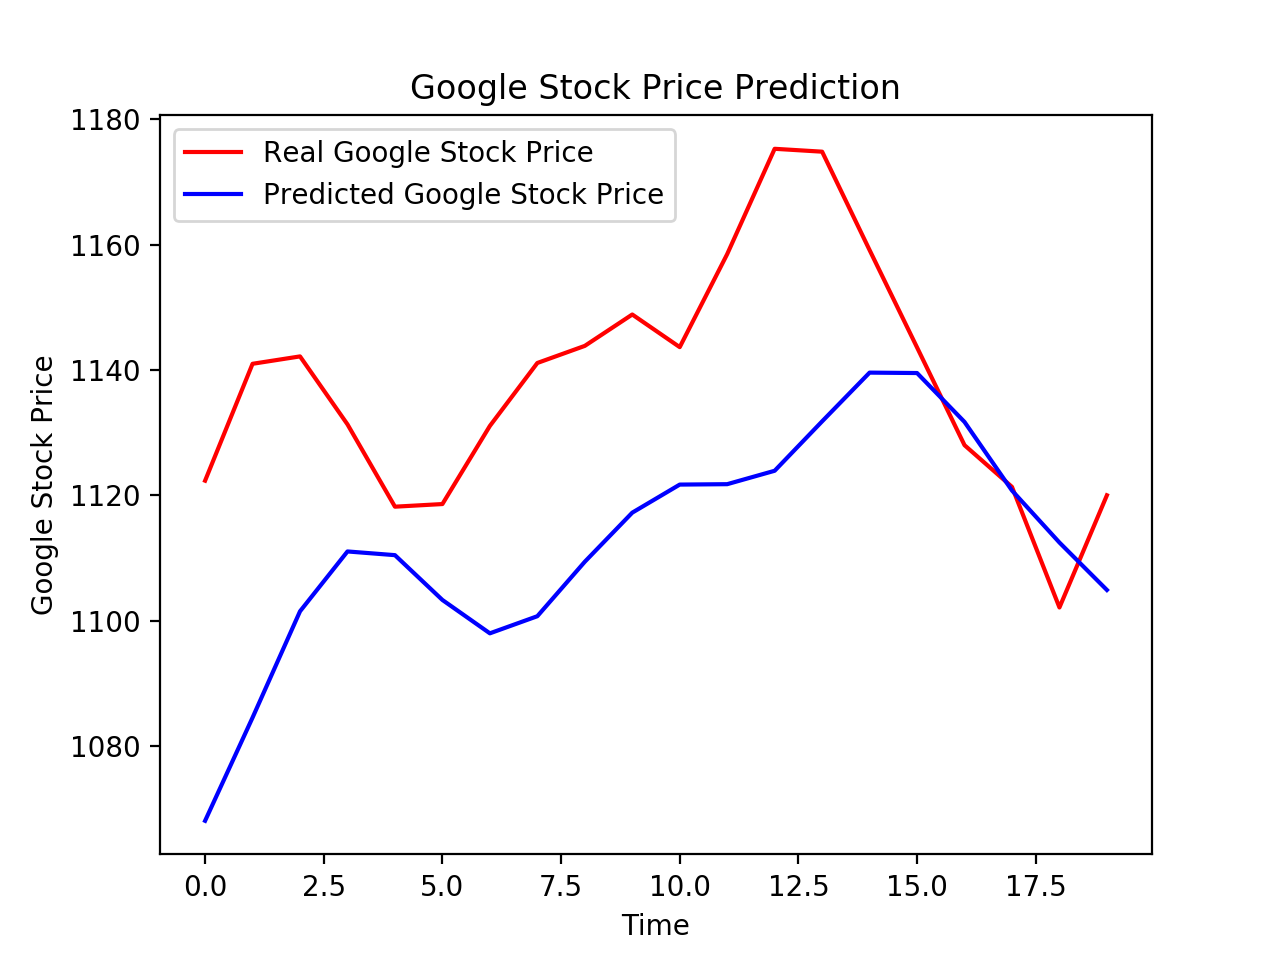 Google Stock Price Prediction
Real Google Stock Price
Predicted Google Stock Price
Google Stock Price
1180
1160
1140
1120
1100
1080
0.0 2.5 5.0 7.5 10.0 12.5 15.0 17.5
Time